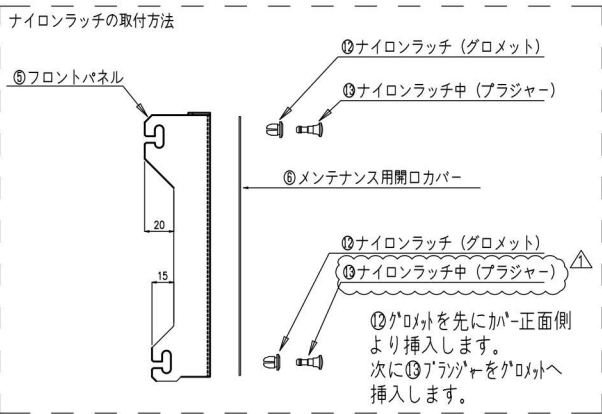 ナイロンラッチの取付方法
⑫ナイロンラッチ (グロメット)
⑤フロントパネル
⑬ナイロンラッチ中 (プラジャー)
⑥メンテナンス用開口カバー
20
⑫ナイロンラッチ (グロメット)
1
⑬ナイロンラッチ中 (プラジャー)
15
⑫グロメットを先にカバー正面側
より挿入します。
次に⑬プランジャーをグロメットへ
挿入します。